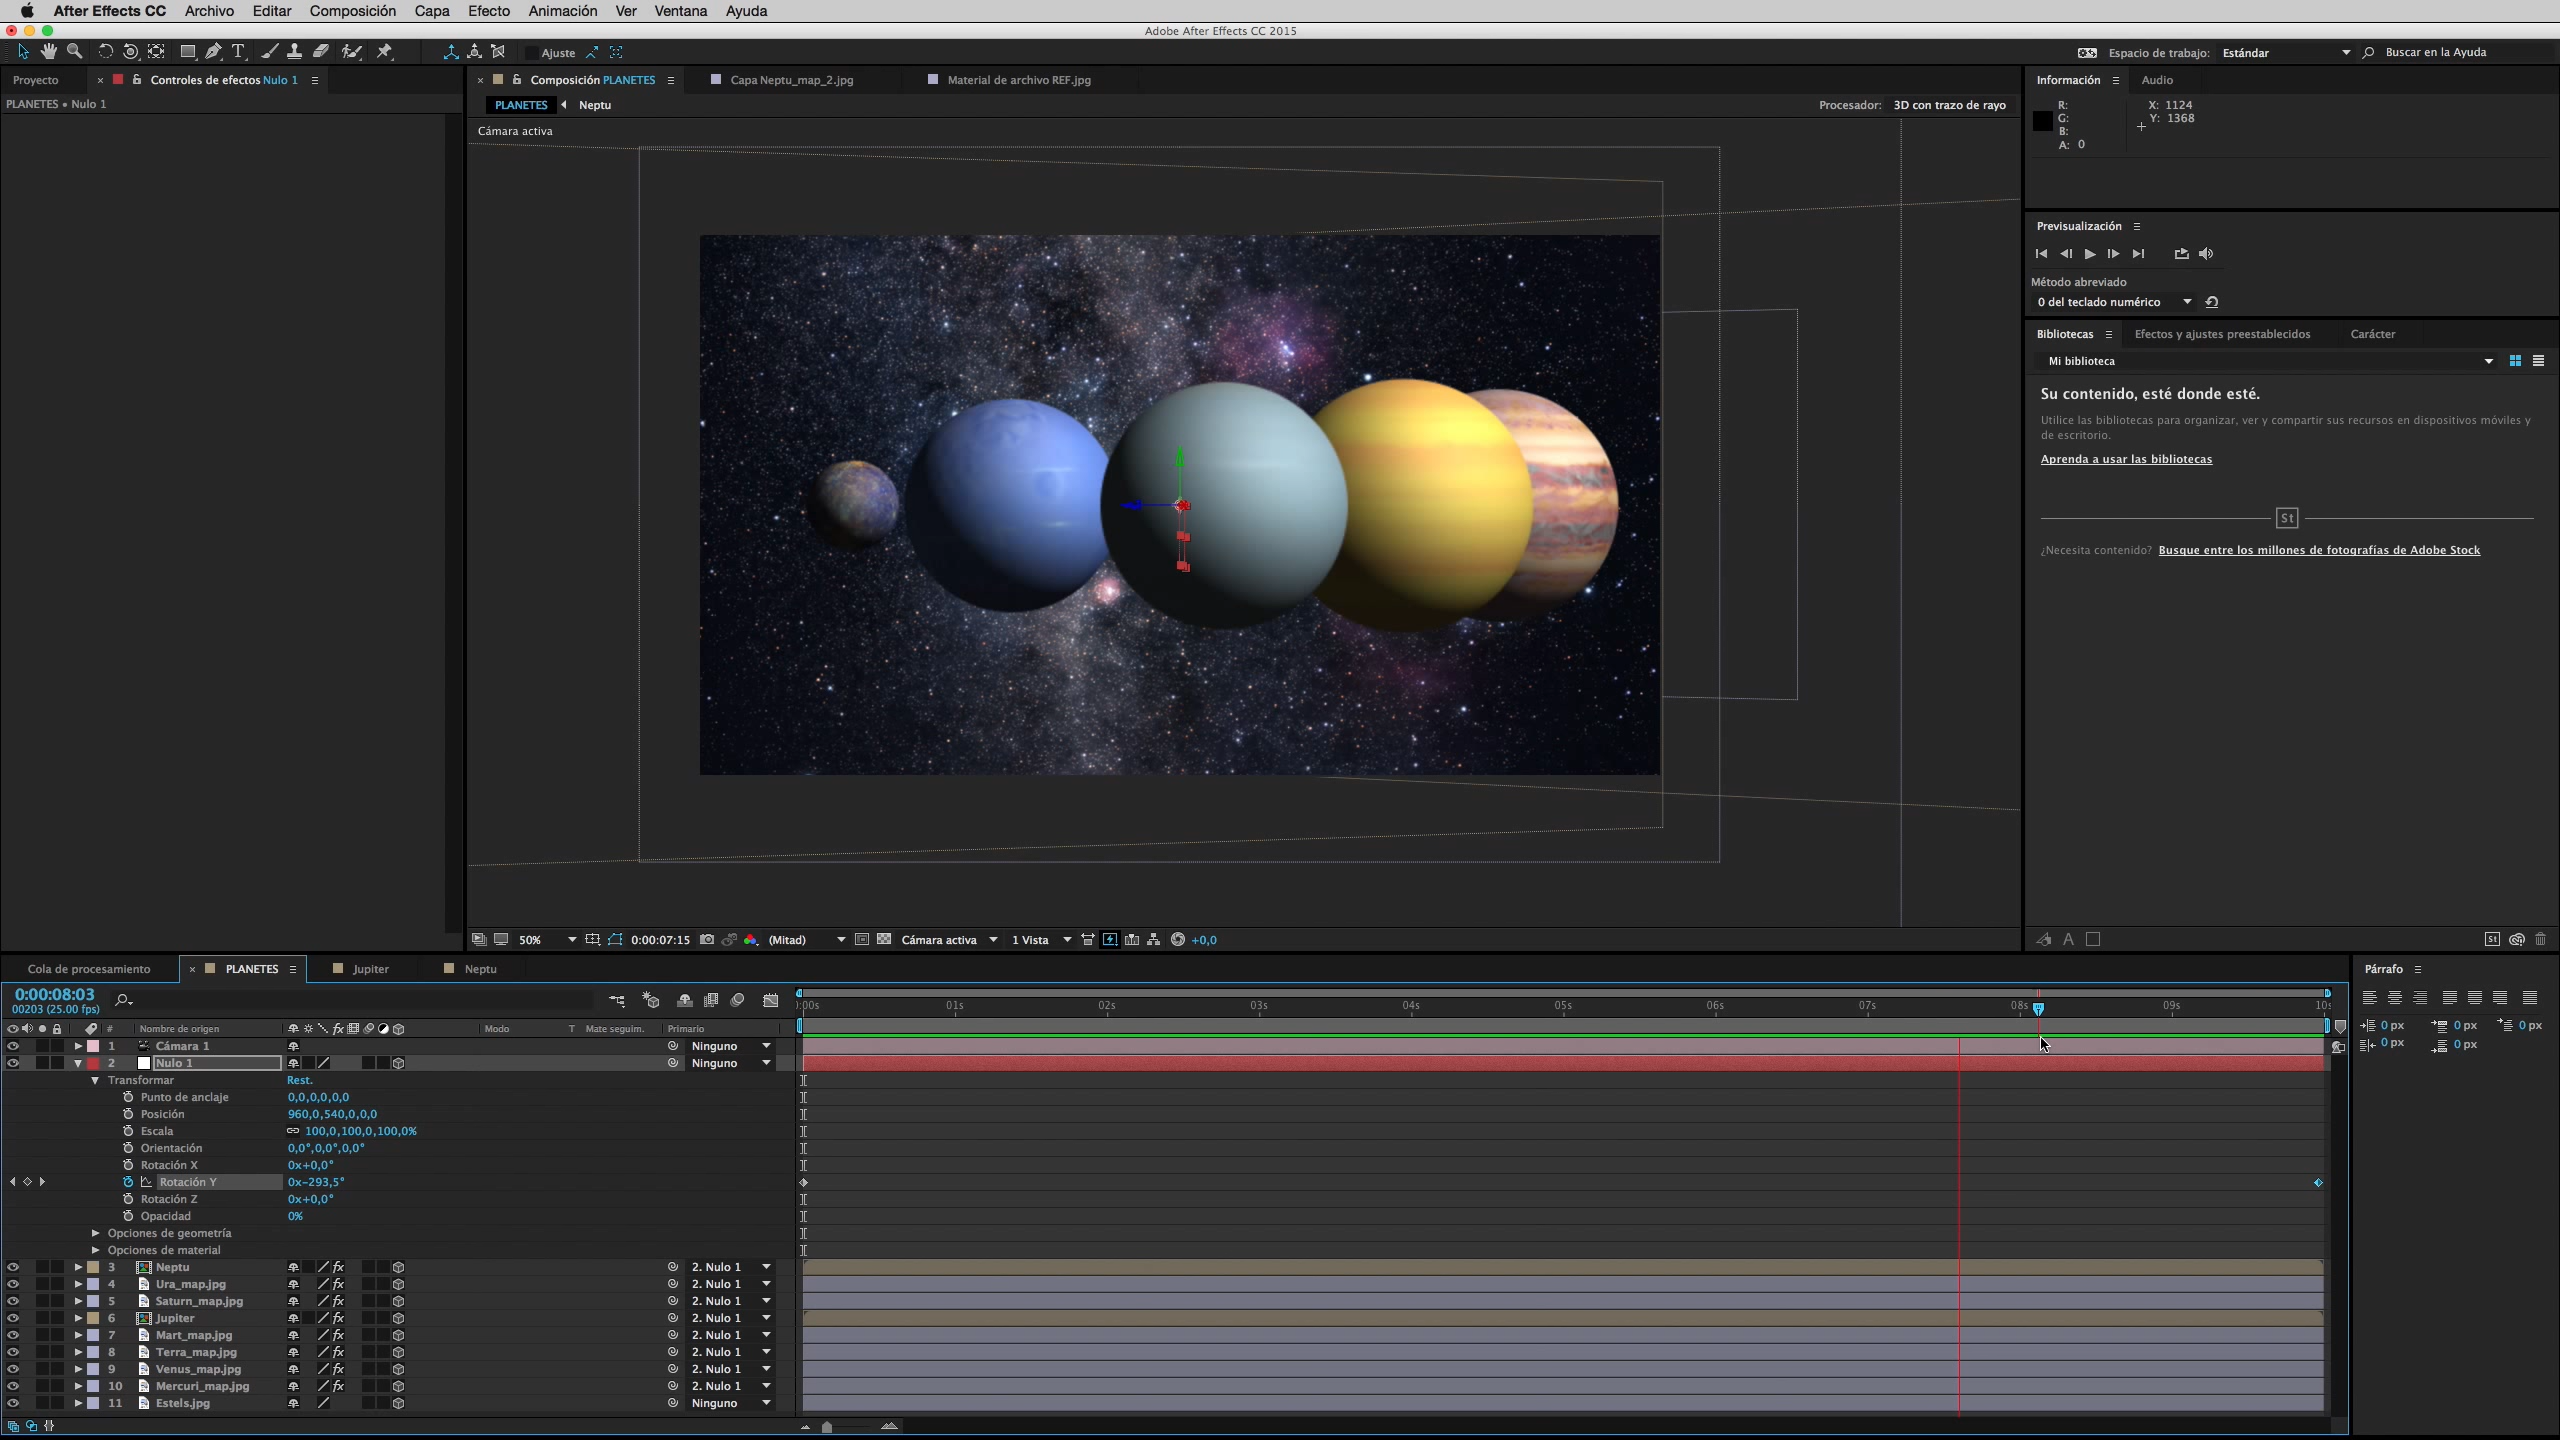 After Effects CC Archivo Editar Composición Capa Efecto Animación Ver Ventana Ayuda
Adobe After Effects CC 2015
Ajuste
Espacio de trabajo: Estándar Buscar en la Ayuda
Proyecto × Controles de efectos Nulo 1
PLANETES • Nulo 1
× Composición PLANETES Capa Neptu_map_2.jpg Material de archivo REF.jpg
PLANETES Neptu
Procesador: 3D con trazo de rayo
Cámara activa
50% 0:00:07:15 (Mitad) Cámara activa 1 Vista +0,0
Información Audio
R: X: 1124
G: Y: 1368
B:
A: 0
Previsualización
Método abreviado
0 del teclado numérico
Bibliotecas Efectos y ajustes preestablecidos Carácter
Mi biblioteca
Su contenido, esté donde esté.
Utilice las bibliotecas para organizar, ver y compartir sus recursos en dispositivos móviles y
de escritorio.
Aprenda a usar las bibliotecas
St
¿Necesita contenido? Busque entre los millones de fotografías de Adobe Stock
A St
Cola de procesamiento × PLANETES Jupiter Neptu
0:00:08:03
00203 (25.00 fps)
# Nombre de origen fx Modo T Mate seguim. Primario
):00s 01s 02s 03s 04s 05s 06s 07s 08s 09s 10s
1 Cámara 1 Ninguno
2 Nulo 1 Ninguno
Transformar Rest.
Punto de anclaje 0,0,0,0,0,0
Posición 960,0,540,0,0,0
Escala 100,0,100,0,100,0%
Orientación 0,0°,0,0°,0,0°
Rotación X 0x+0,0°
Rotación Y 0x-293,5°
Rotación Z 0x+0,0°
Opacidad 0%
Opciones de geometría
Opciones de material
3 Neptu fx 2. Nulo 1
4 Ura_map.jpg fx 2. Nulo 1
5 Saturn_map.jpg fx 2. Nulo 1
6 Jupiter fx 2. Nulo 1
7 Mart_map.jpg fx 2. Nulo 1
8 Terra_map.jpg fx 2. Nulo 1
9 Venus_map.jpg fx 2. Nulo 1
10 Mercuri_map.jpg fx 2. Nulo 1
11 Estels.jpg Ninguno
Párrafo
0 px 0 px 0 px
0 px 0 px